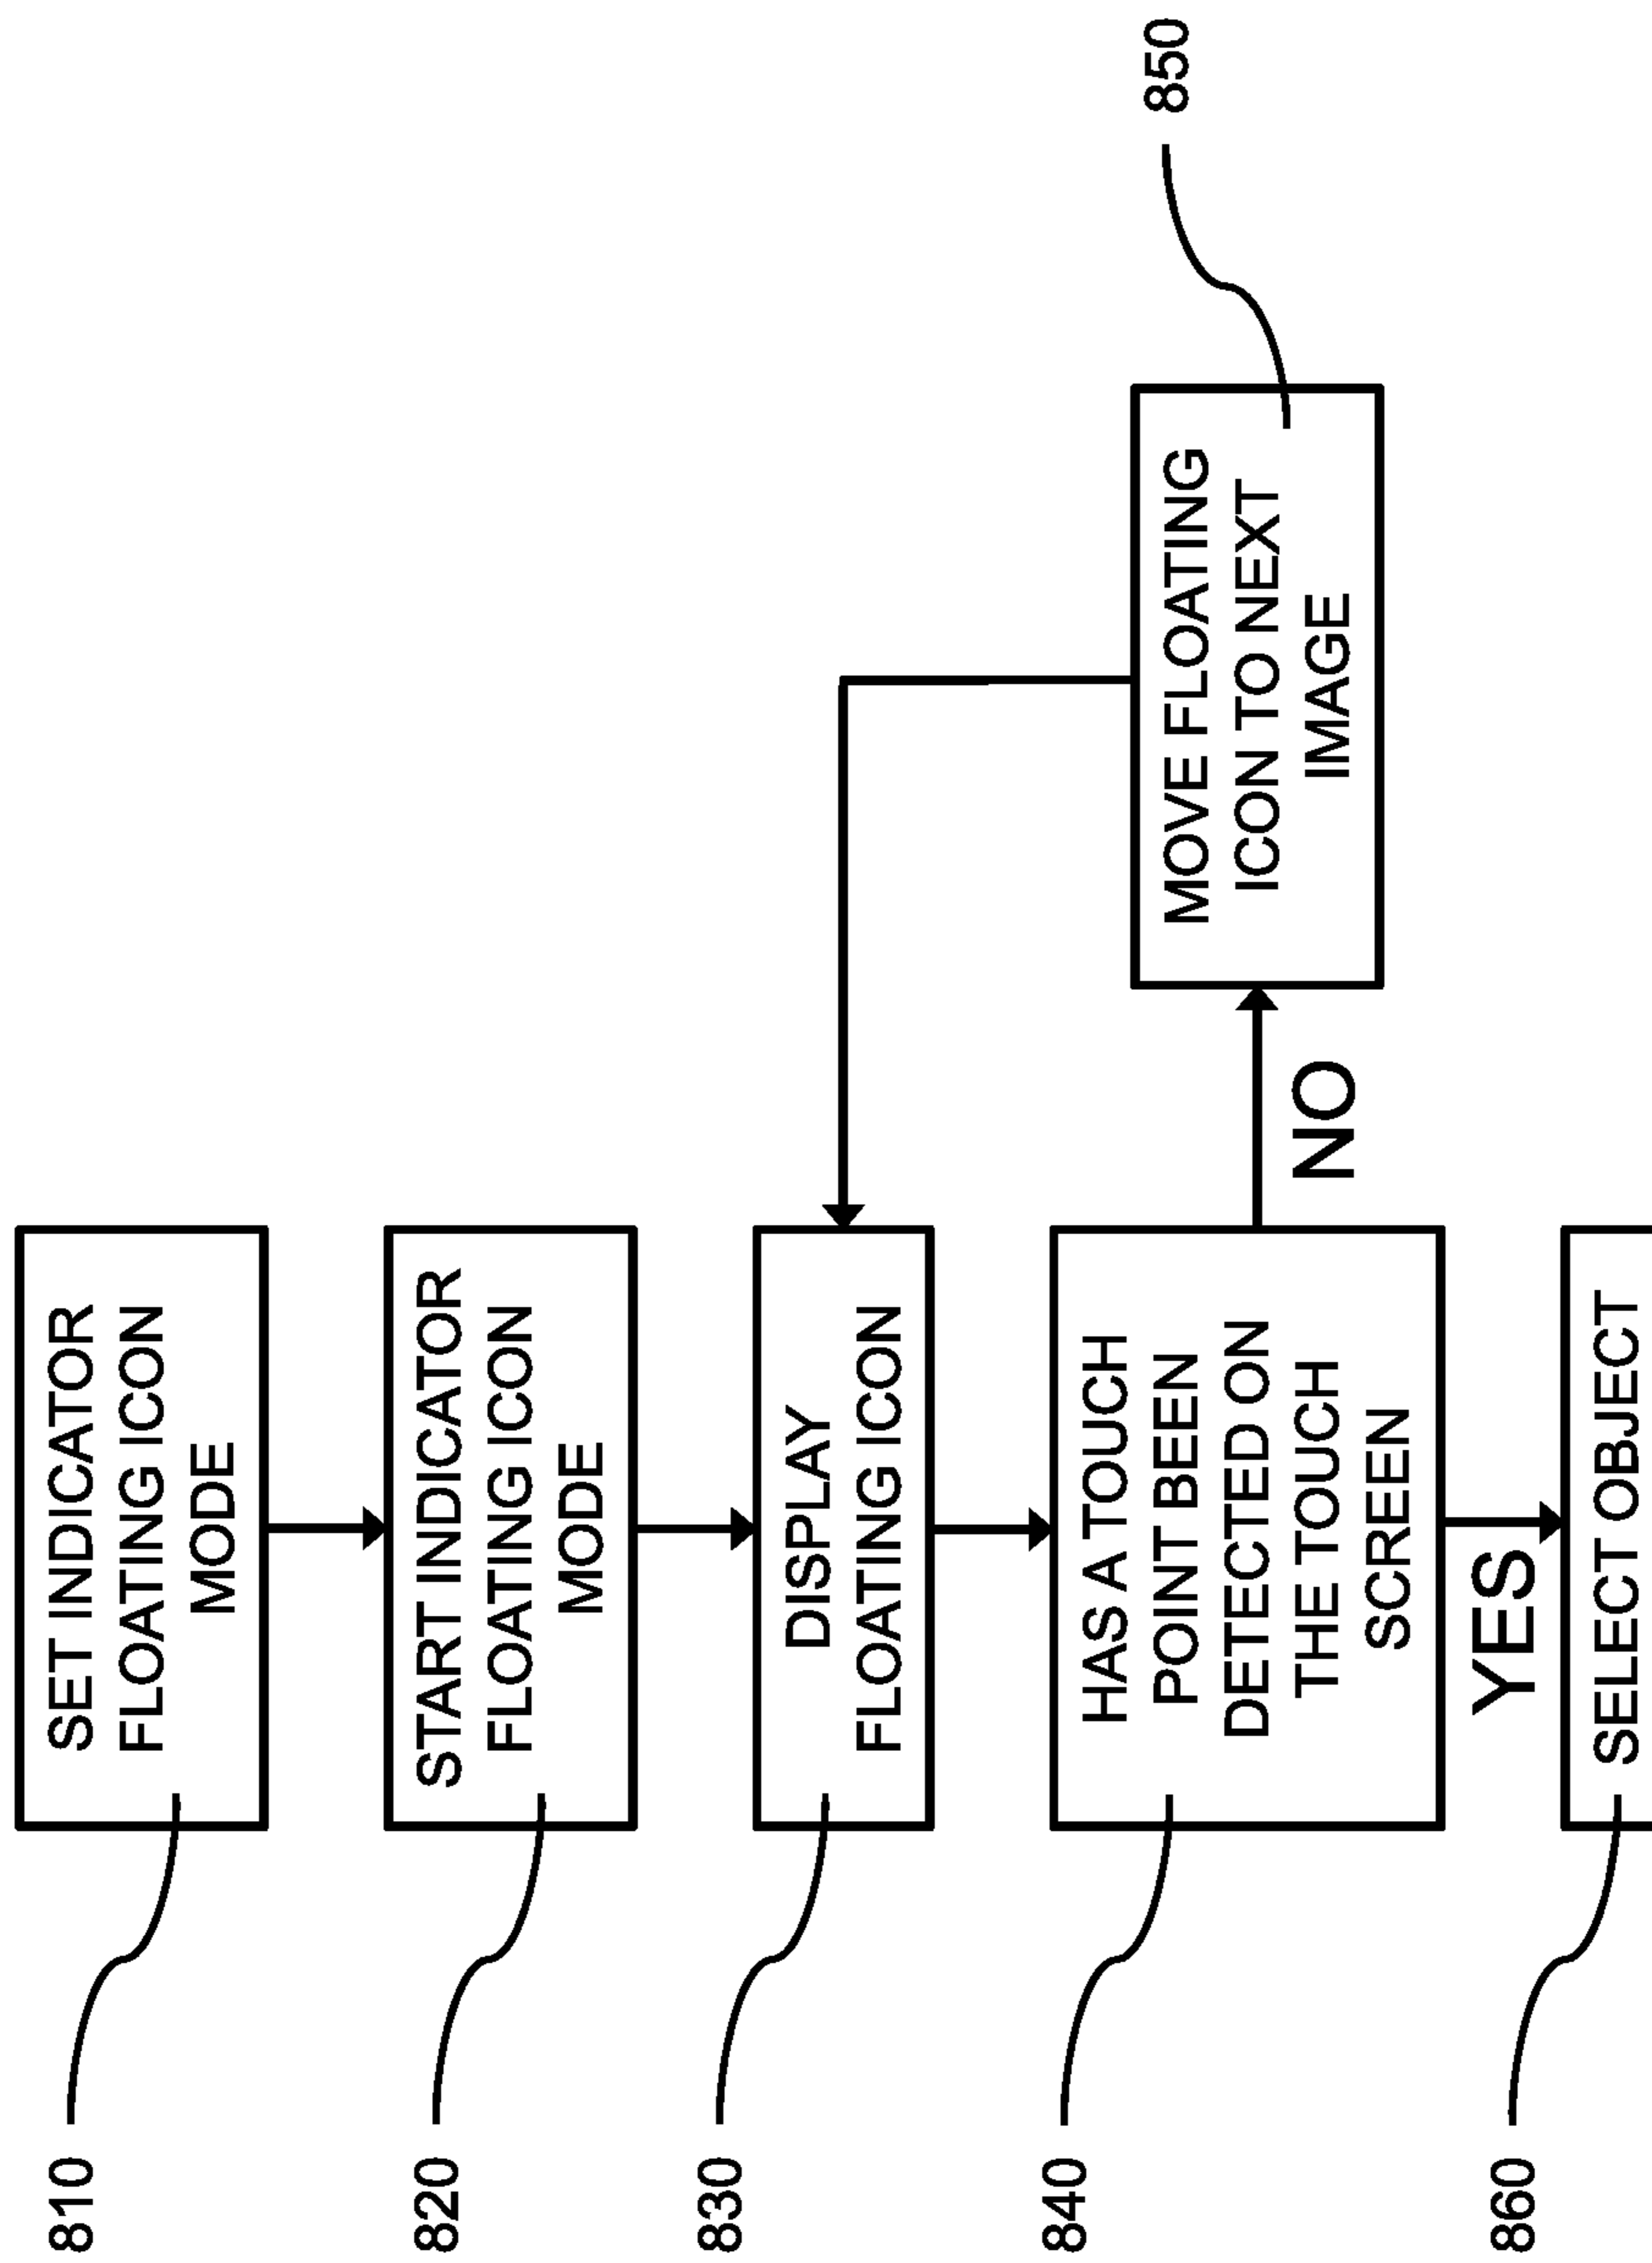 810
SET INDICATOR
FLOATING ICON
MODE
820
START INDICATOR
FLOATING ICON
MODE
830
DISPLAY
FLOATING ICON
840
HAS A TOUCH
POINT BEEN
DETECTED ON
THE TOUCH
SCREEN
NO
MOVE FLOATING
ICON TO NEXT
IMAGE
850
YES
860
SELECT OBJECT